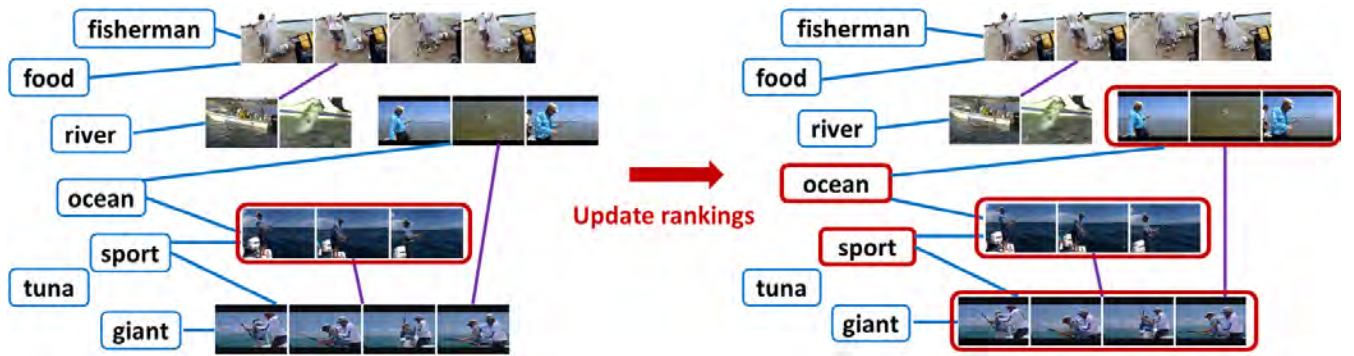 fisherman
food
river
ocean
sport
tuna
giant
Update rankings
fisherman
food
river
ocean
sport
tuna
giant